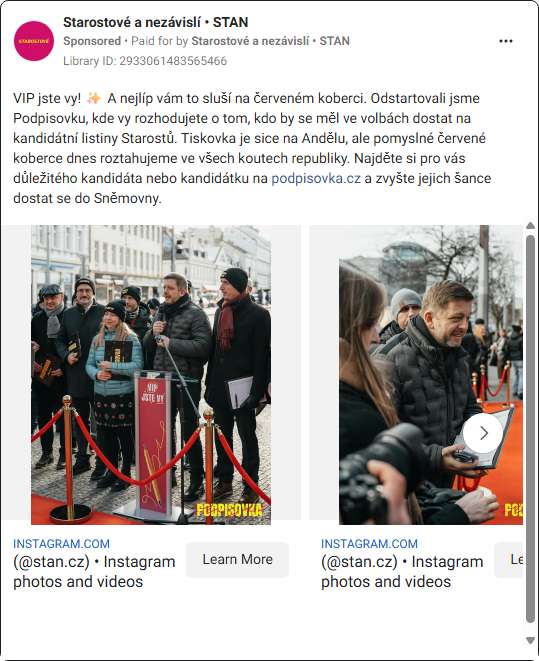 STAROSTOVÉ
Starostové a nezávislí • STAN
Sponsored • Paid for by Starostové a nezávislí • STAN
Library ID: 2933061483565466
VIP jste vy! ✨ A nejlíp vám to sluší na červeném koberci. Odstartovali jsme
Podpisovku, kde vy rozhodujete o tom, kdo by se měl ve volbách dostat na
kandidátní listiny Starostů. Tiskovka je sice na Andělu, ale pomyslné červené
koberce dnes roztahujeme ve všech koutech republiky. Najděte si pro vás
důležitého kandidáta nebo kandidátku na podpisovka.cz a zvyšte jejich šance
dostat se do Sněmovny.
VIP
JSTE VY
PODPISOVKA
PODPISOVKA
INSTAGRAM.COM
(@stan.cz) • Instagram
photos and videos
Learn More
INSTAGRAM.COM
(@stan.cz) • Instagram
photos and videos
Le